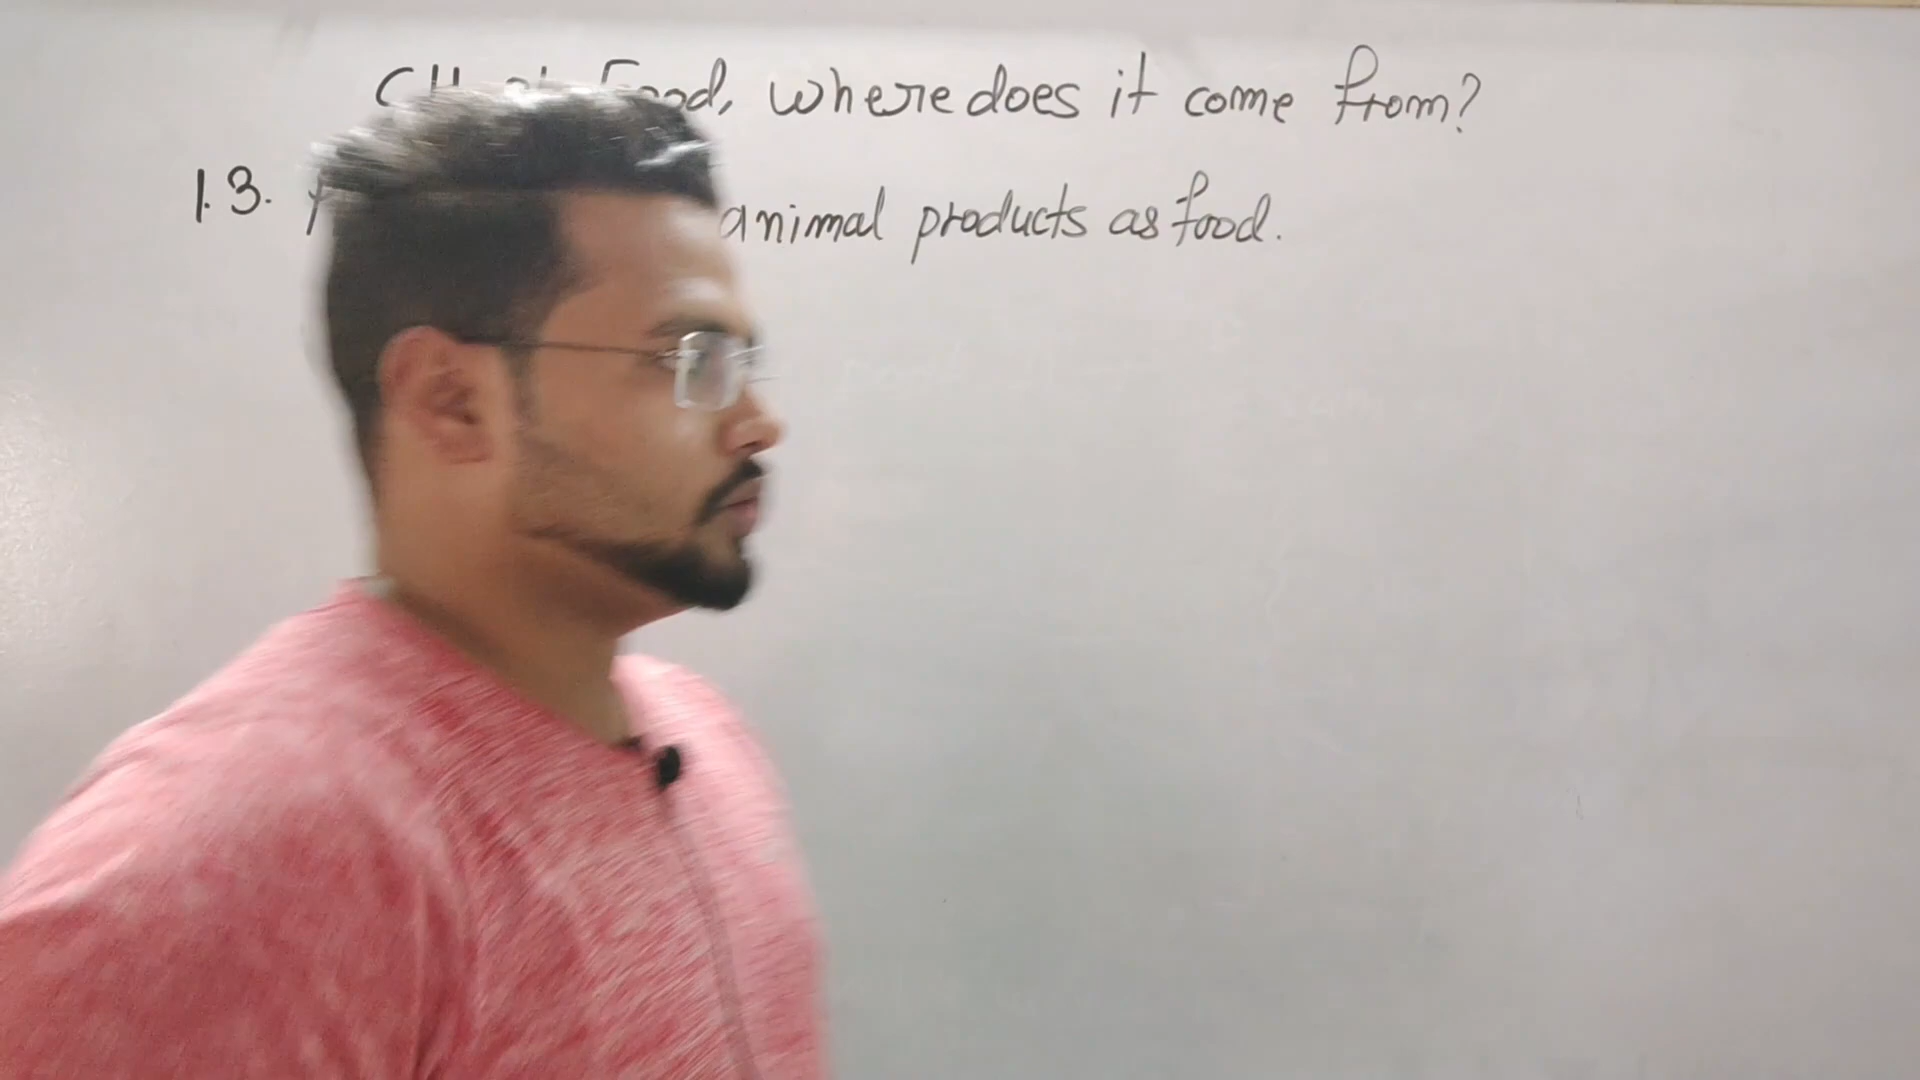 Food, where does it come from?
1.3. animal products as food.